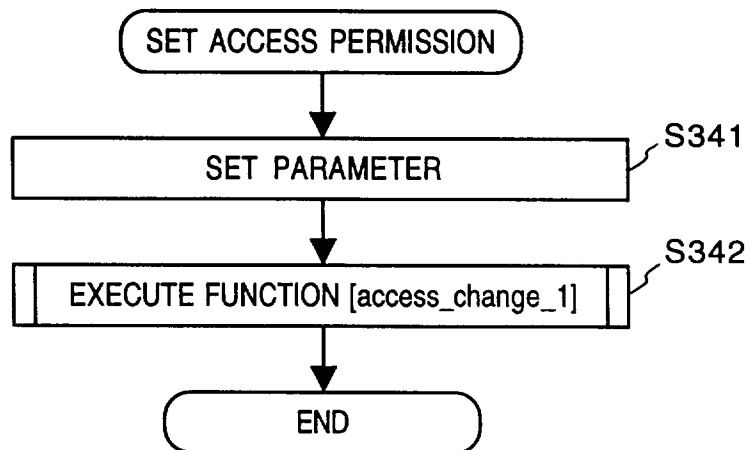 SET ACCESS PERMISSION
S341
SET PARAMETER
S342
EXECUTE FUNCTION [access_change_1]
END